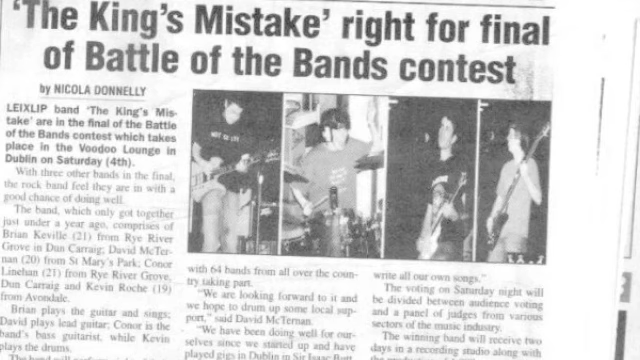 'The King's Mistake' right for final
of Battle of the Bands contest
by NICOLA DONNELLY
LEIXLIP band 'The King's Mis-
take' are in the final of the Battle
of the Bands contest which takes
place in the Voodoo Lounge in
Dublin on Saturday (4th).
With three other bands in the final,
the rock band feel they are in with a
good chance of doing well.
The band, which only got together
just under a year ago, comprises of
Brian Keville (21) from Rye River
Grove in Dun Carraig; David McTer-
nan (20) from St Mary's Park; Conor
Linehan (21) from Rye River Grove,
Dun Carraig and Kevin Roche (19)
from Avondale.
Brian plays the guitar and sings;
David plays lead guitar; Conor is the
band's bass guitarist, while Kevin
plays the drums.
The band will perform
with 64 bands from all over the coun-
try taking part.
"We are looking forward to it and
we hope to drum up some local sup-
port," said David McTernan.
"We have been doing well for our-
selves since we started up and have
played gigs in Dublin in Sir Isaac Butt
write all our own songs."
The voting on Saturday night will
be divided between audience voting
and a panel of judges from various
sectors of the music industry.
The winning band will receive two
days in a recording studio along with